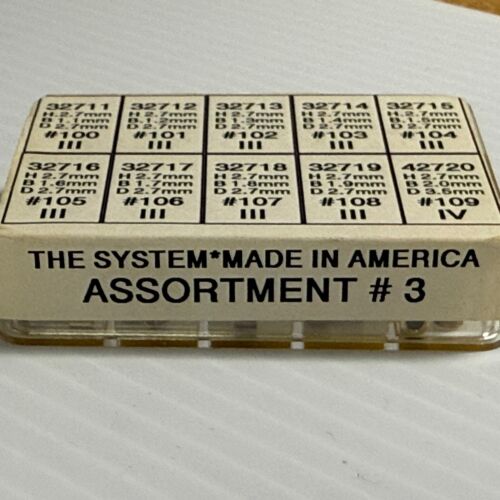 32711
H 2.7mm
B 1.1mm
D 2.7mm
#100
III
32712
H 2.7mm
B 1.2mm
D 2.7mm
#101
III
32713
H 2.7mm
B 1.3mm
D 2.7mm
#102
III
32714
H 2.7mm
B 1.4mm
D 2.7mm
#103
III
32715
H 2.7mm
B 1.5mm
D 2.7mm
#104
III
32716
H 2.7mm
B 1.6mm
D 2.7mm
#105
III
32717
H 2.7mm
B 1.7mm
D 2.7mm
#106
III
32718
H 2.7mm
B 1.8mm
D 2.7mm
#107
III
32719
H 2.7mm
B 1.9mm
D 2.7mm
#108
III
42720
H 2.7mm
B 2.0mm
D 3.5mm
#109
IV
THE SYSTEM*MADE IN AMERICA
ASSORTMENT # 3